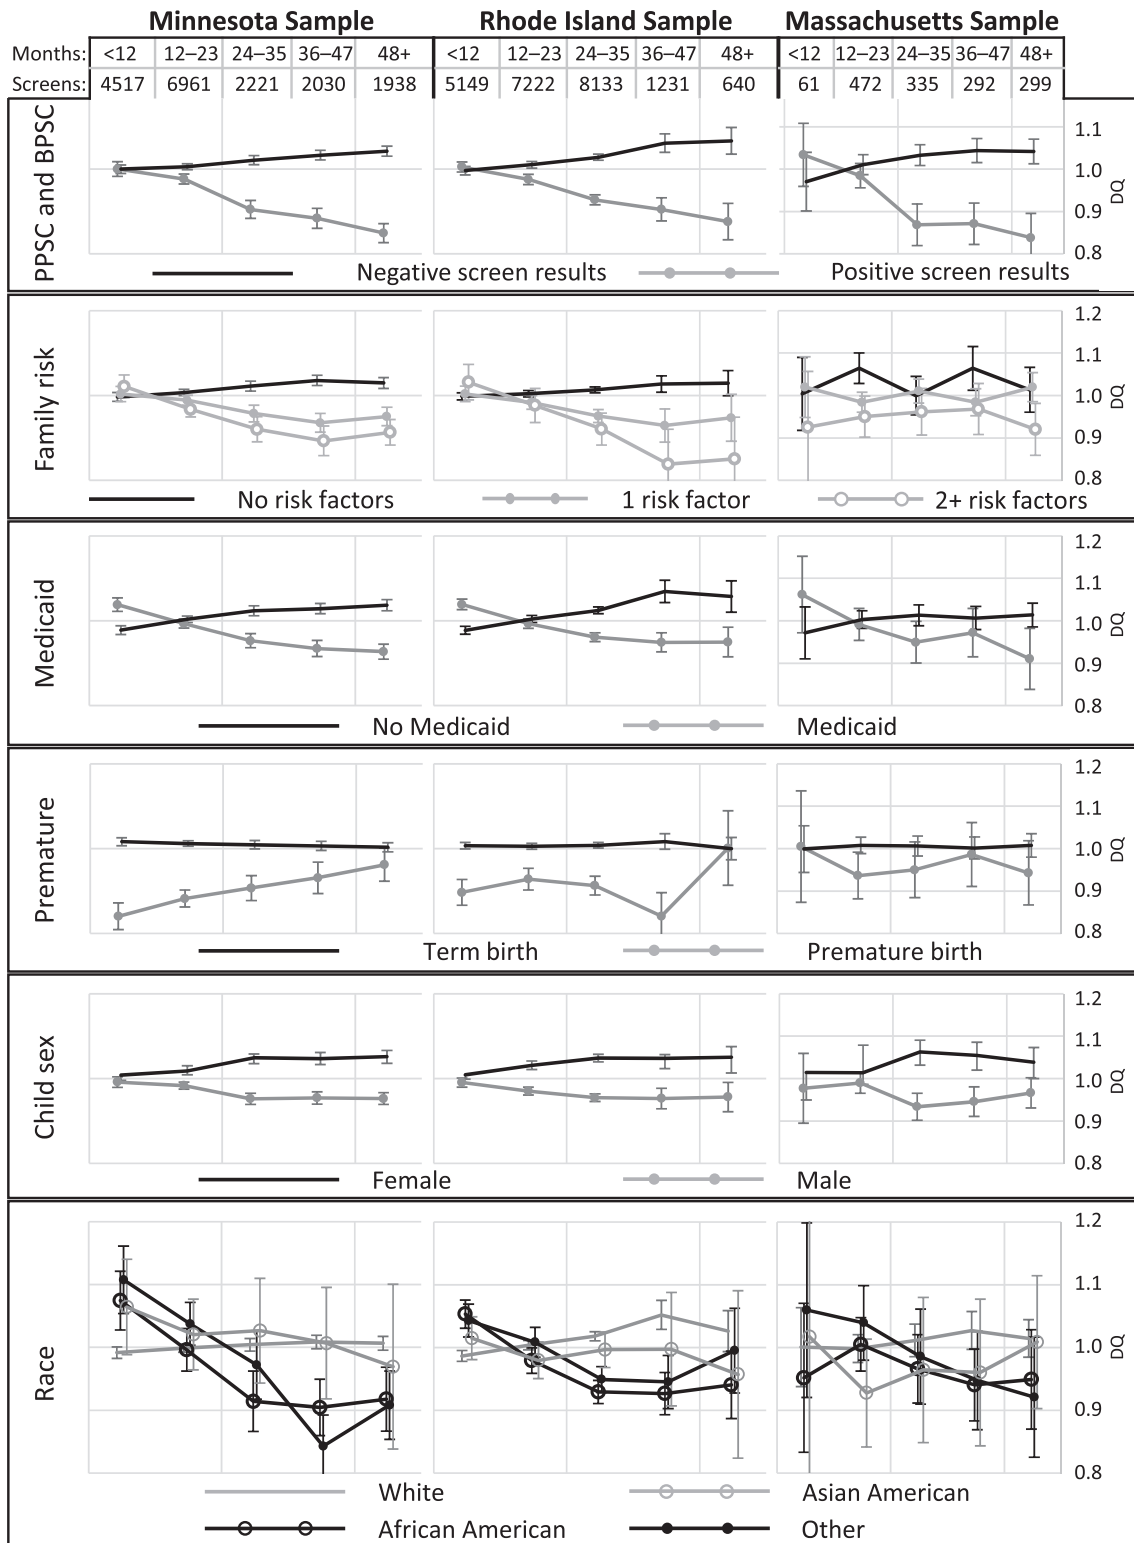 Minnesota Sample Rhode Island Sample Massachusetts Sample
Months: <12 12–23 24–35 36–47 48+ <12 12–23 24–35 36–47 48+ <12 12–23 24–35 36–47 48+
Screens: 4517 6961 2221 2030 1938 5149 7222 8133 1231 640 61 472 335 292 299
PPSC and BPSC
1.1
1.0
0.9
0.8
DQ
Negative screen results Positive screen results
Family risk
1.2
1.1
1.0
0.9
0.8
DQ
No risk factors 1 risk factor 2+ risk factors
Medicaid
1.2
1.1
1.0
0.9
0.8
DQ
No Medicaid Medicaid
Premature
1.2
1.1
1.0
0.9
0.8
DQ
Term birth Premature birth
Child sex
1.2
1.1
1.0
0.9
0.8
DQ
Female Male
Race
1.2
1.1
1.0
0.9
0.8
DQ
White Asian American
African American Other